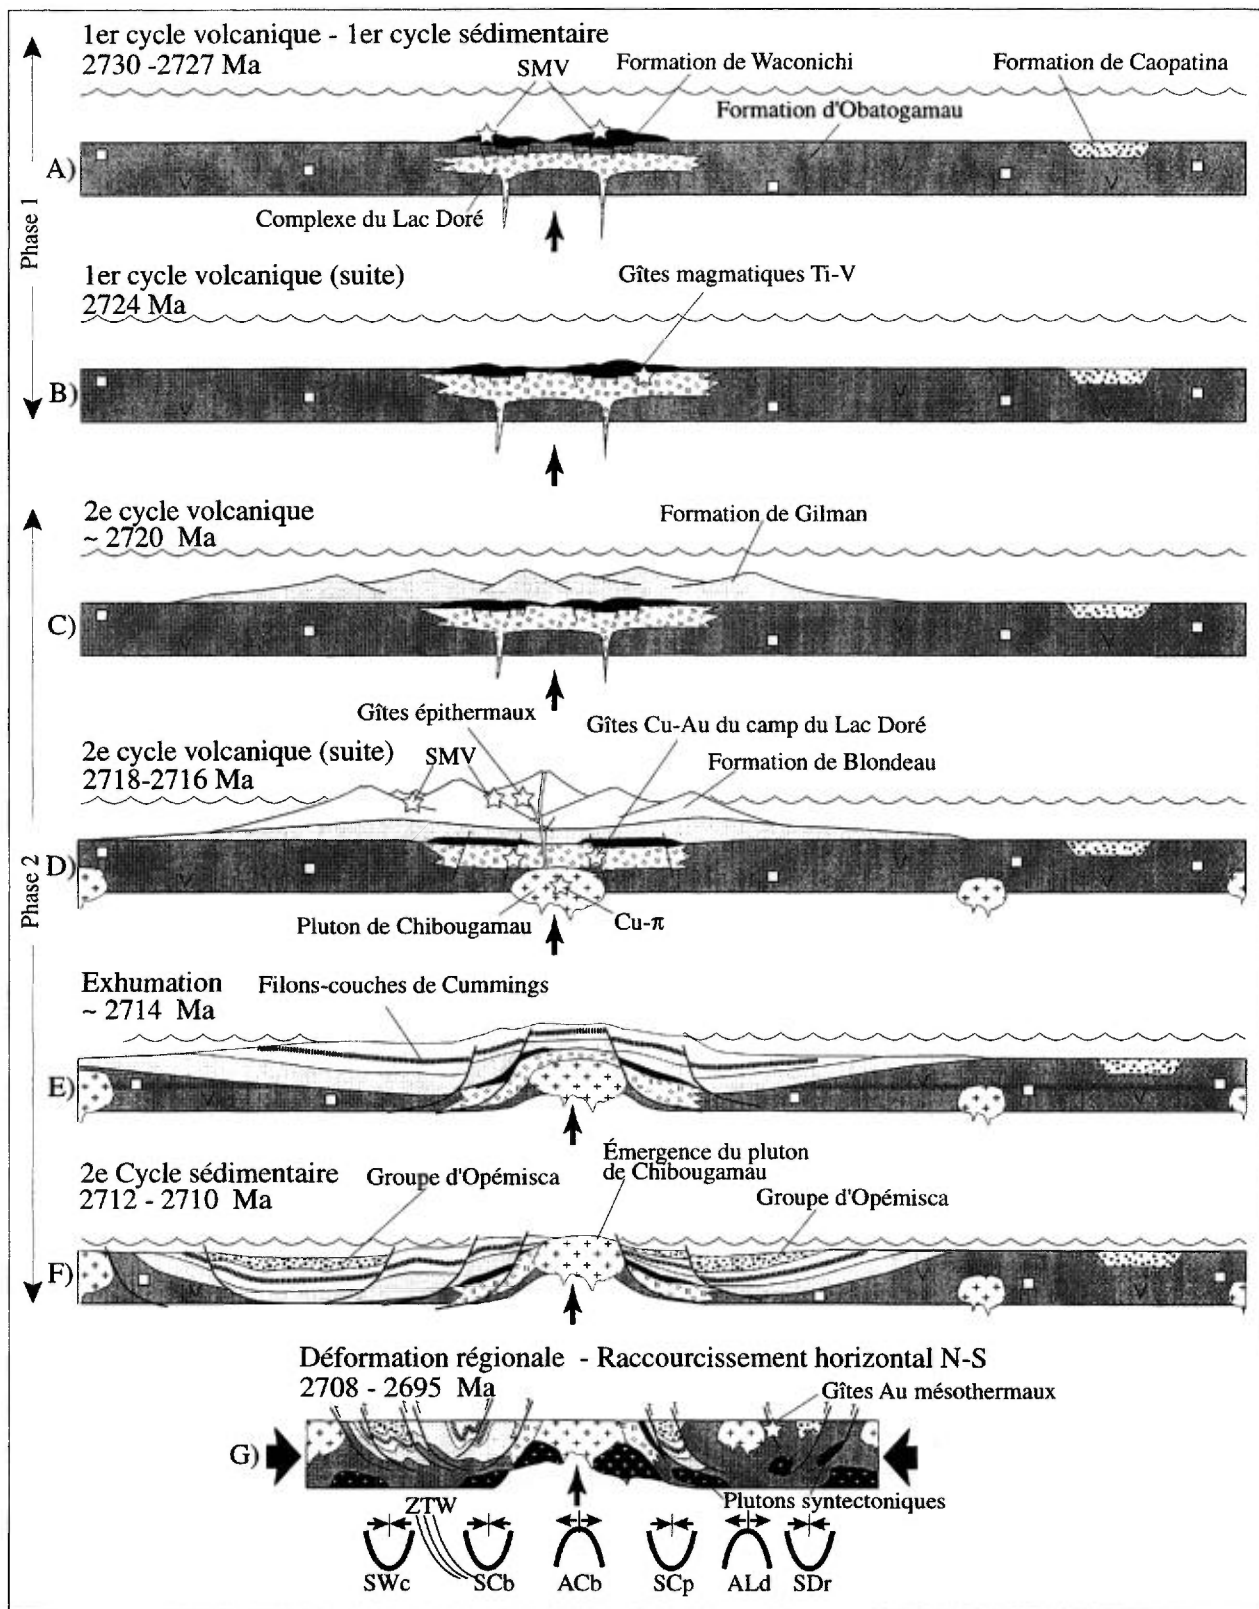 1er cycle volcanique - 1er cycle sédimentaire
2730 -2727 Ma
SMV
Formation de Waconichi
Formation de Caopatina
Formation d'Obatogamau
A)
Complexe du Lac Doré
Phase 1
1er cycle volcanique (suite)
2724 Ma
Gîtes magmatiques Ti-V
B)
2e cycle volcanique
~ 2720 Ma
Formation de Gilman
C)
Gîtes épithermaux
Gîtes Cu-Au du camp du Lac Doré
2e cycle volcanique (suite)
2718-2716 Ma
SMV
Formation de Blondeau
D)
Pluton de Chibougamau
Cu-π
Phase 2
Exhumation
~ 2714 Ma
Filons-couches de Cummings
E)
2e Cycle sédimentaire
2712 - 2710 Ma
Groupe d'Opémisca
Émergence du pluton
de Chibougamau
Groupe d'Opémisca
F)
Déformation régionale - Raccourcissement horizontal N-S
2708 - 2695 Ma
Gîtes Au mésothermaux
G)
ZTW
Plutons syntectoniques
SWc
SCb
ACb
SCp
ALd
SDr